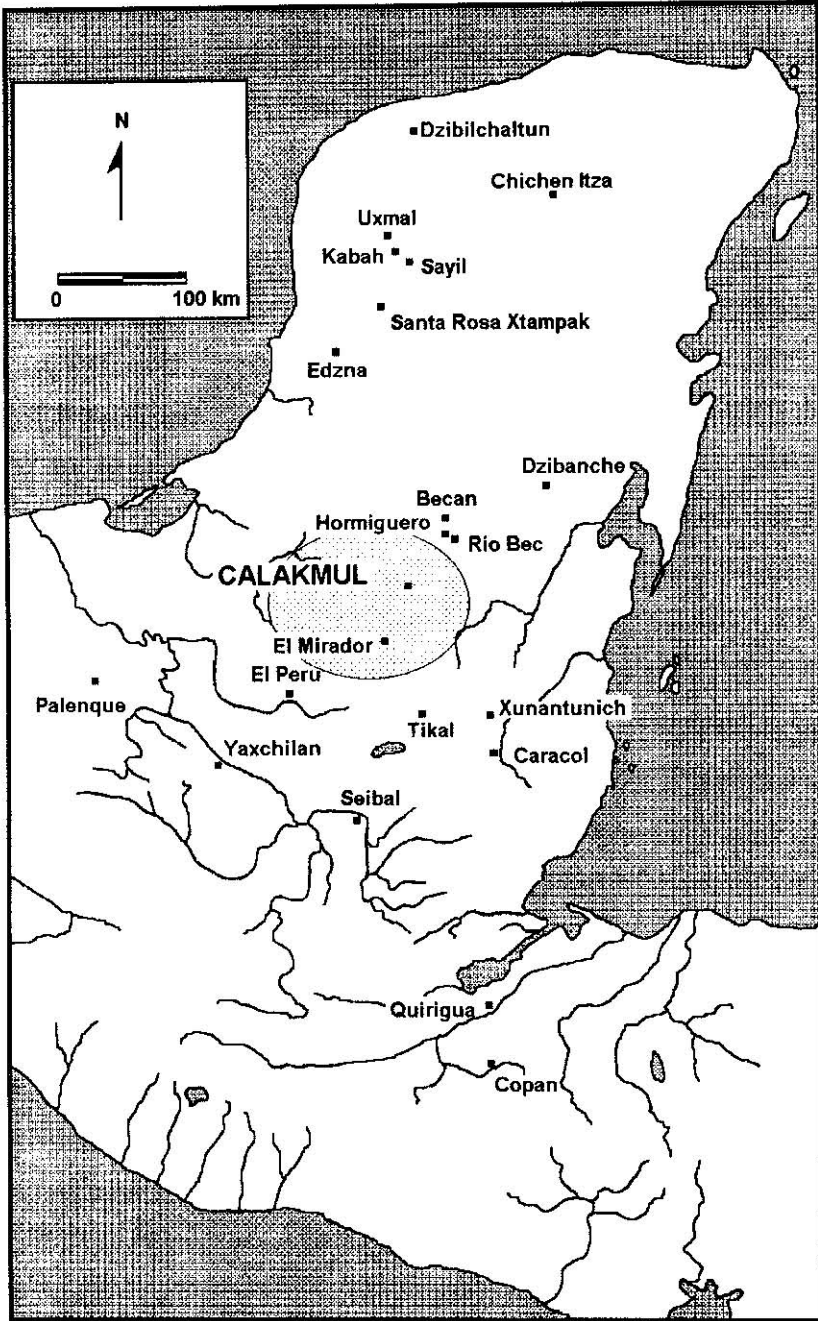 N
0 100 km
Dzibilchaltun
Chichen Itza
Uxmal
Kabah
Sayil
Santa Rosa Xtampak
Edzna
Dzibanche
Becan
Hormiguero
Rio Bec
CALAKMUL
El Mirador
El Peru
Palenque
Tikal
Xunantunich
Yaxchilan
Caracol
Seibal
Quirigua
Copan